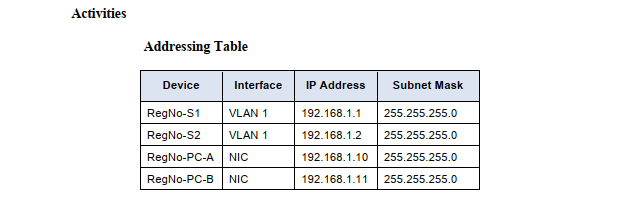 Activities
Addressing Table
Device Interface IP Address Subnet Mask
RegNo-S1 VLAN 1 192.168.1.1 255.255.255.0
RegNo-S2 VLAN 1 192.168.1.2 255.255.255.0
RegNo-PC-A NIC 192.168.1.10 255.255.255.0
RegNo-PC-B NIC 192.168.1.11 255.255.255.0